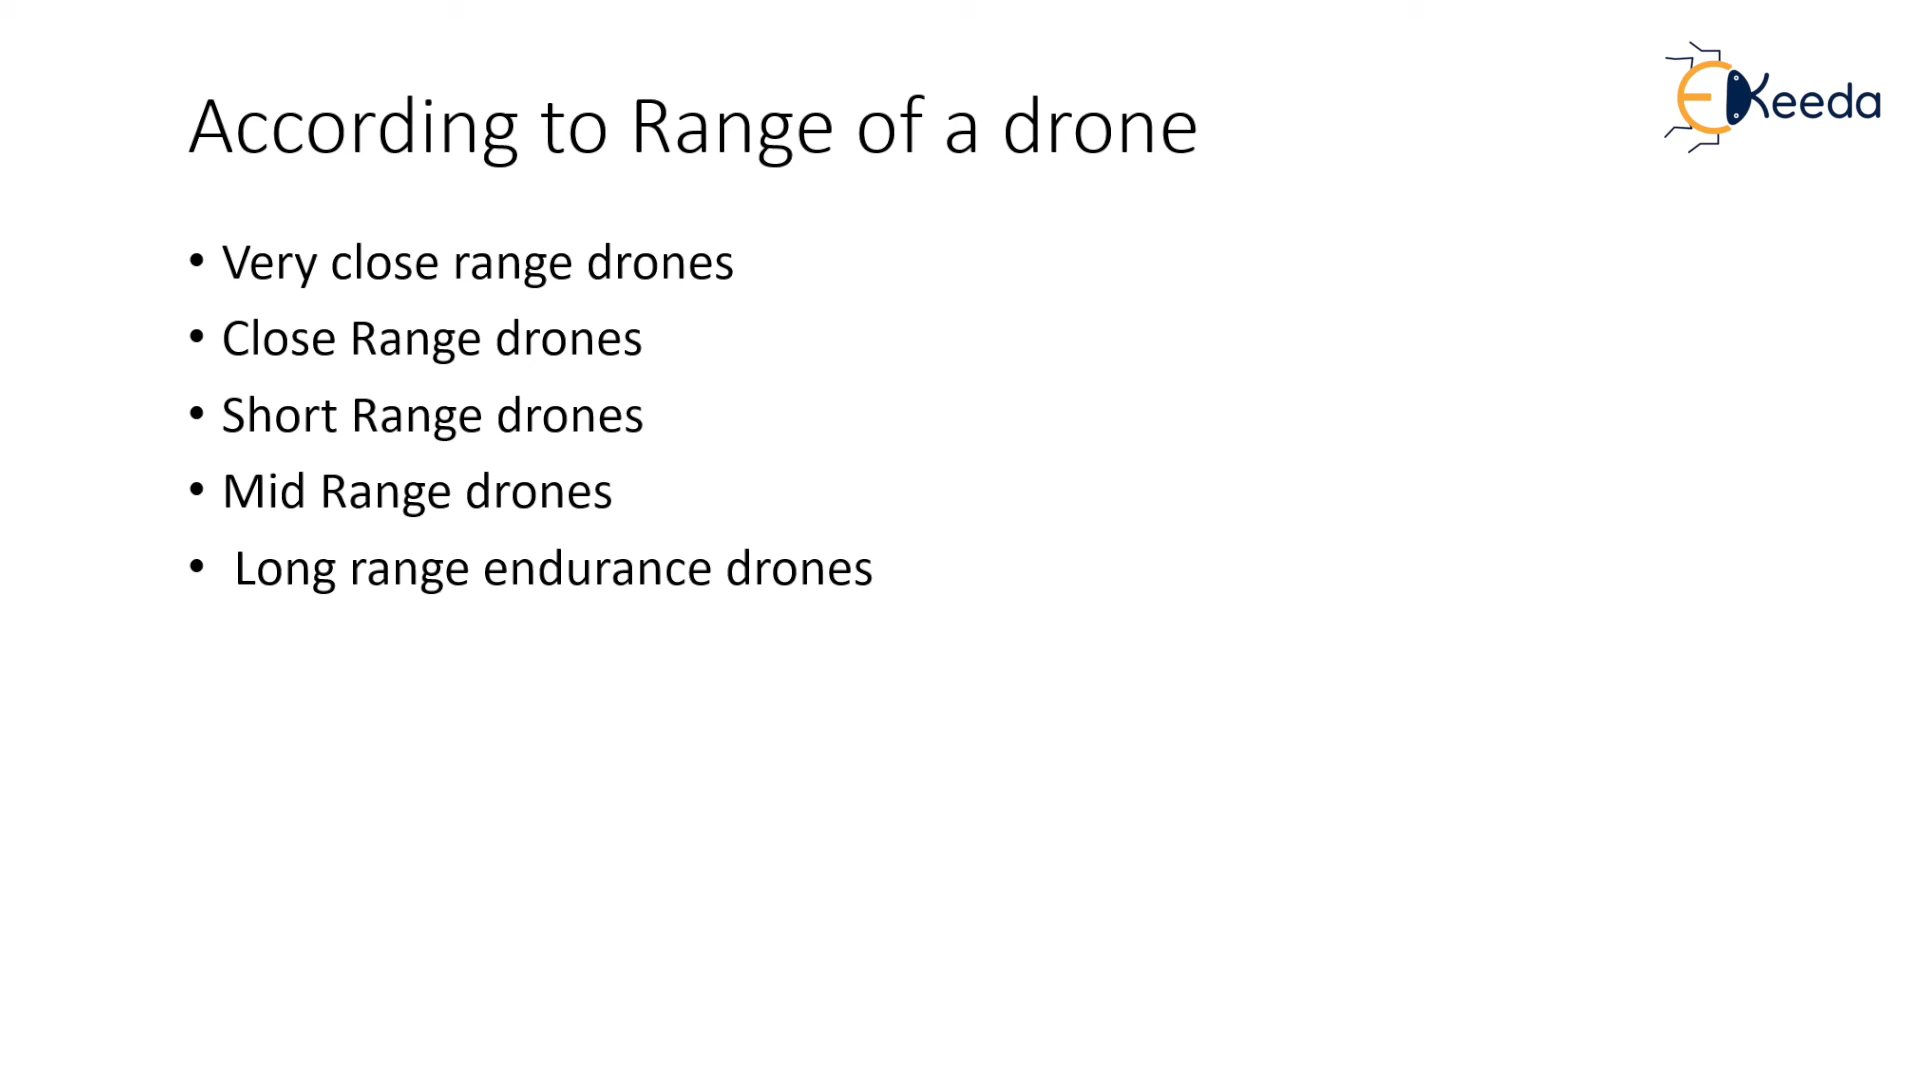 According to Range of a drone
EKeeda
• Very close range drones
• Close Range drones
• Short Range drones
• Mid Range drones
• Long range endurance drones